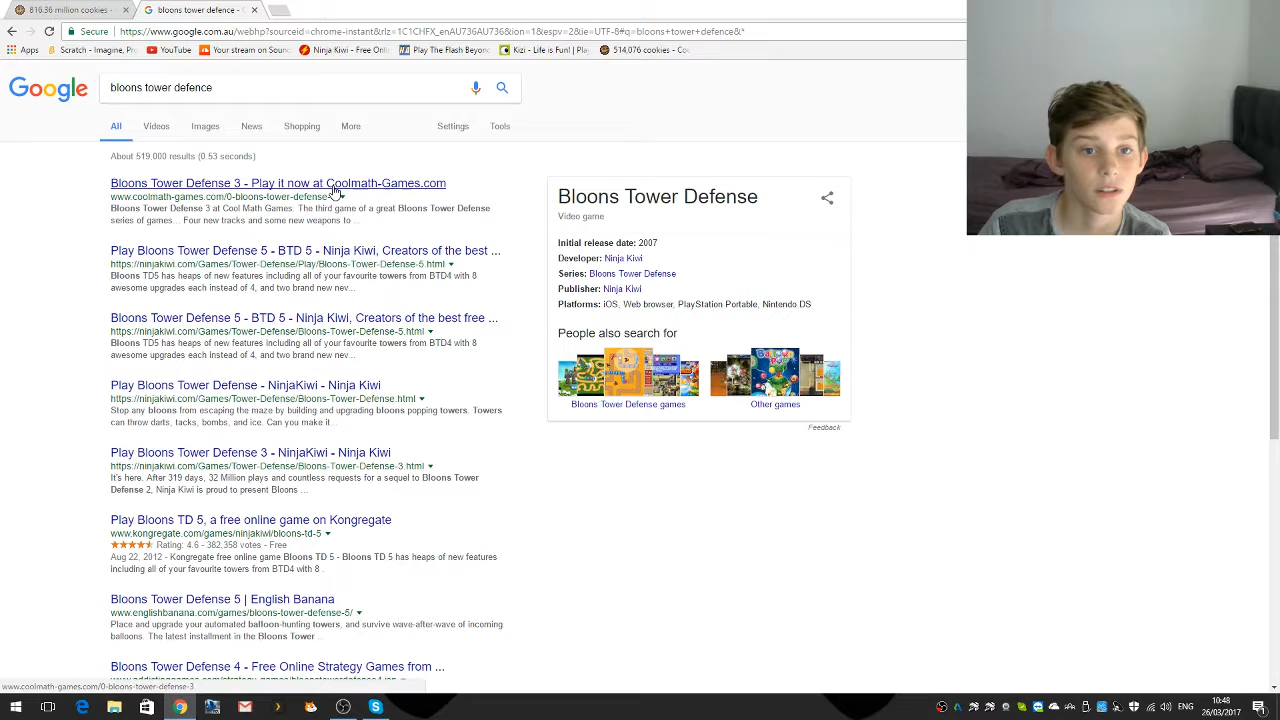 816.36 million cookies -
bloons tower defence -
Secure
https://www.google.com.au/webhp?sourceid=chrome-instant&rlz=1C1CHFX_enAU736AU736&ion=1&espv=2&ie=UTF-8#q=bloons+tower+defence&*
Apps
Scratch - Imagine, Pro
YouTube
Your stream on Sound
Ninja Kiwi - Free Onl
Play The Flash Beyon
Kizi - Life is Fun! | Pla
514,076 cookies - Co
Google
bloons tower defence
All
Videos
Images
News
Shopping
More
Settings
Tools
About 519,000 results (0.53 seconds)
Bloons Tower Defense 3 - Play it now at Coolmath-Games.com
www.coolmath-games.com/0-bloons-tower-defense-
Bloons Tower Defense 3 at Cool Math Games. The third game of a great Bloons Tower Defense
series of games... Four new tracks and some new weapons to ...
Play Bloons Tower Defense 5 - BTD 5 - Ninja Kiwi, Creators of the best ...
https://ninjakiwi.com/Games/Tower-Defense/Play/Bloons-Tower-Defense-5.html
Bloons TD5 has heaps of new features including all of your favourite towers from BTD4 with 8
awesome upgrades each instead of 4, and two brand new nev...
Bloons Tower Defense 5 - BTD 5 - Ninja Kiwi, Creators of the best free ...
https://ninjakiwi.com/Games/Tower-Defense/Bloons-Tower-Defense-5.html
Bloons TD5 has heaps of new features including all of your favourite towers from BTD4 with 8
awesome upgrades each instead of 4, and two brand new nev...
Play Bloons Tower Defense - NinjaKiwi - Ninja Kiwi
https://ninjakiwi.com/Games/Tower-Defense/Bloons-Tower-Defense.html
Stop any bloons from escaping the maze by building and upgrading bloons popping towers. Towers
can throw darts, tacks, bombs, and ice. Can you make it...
Play Bloons Tower Defense 3 - NinjaKiwi - Ninja Kiwi
https://ninjakiwi.com/Games/Tower-Defense/Bloons-Tower-Defense-3.html
It's here. After 319 days, 32 Million plays and countless requests for a sequel to Bloons Tower
Defense 2, Ninja Kiwi is proud to present Bloons ...
Play Bloons TD 5, a free online game on Kongregate
www.kongregate.com/games/ninjakiwi/bloons-td-5
Rating: 4.6 - 382,358 votes - Free
Aug 22, 2012 - Kongregate free online game Bloons TD 5 - Bloons TD 5 has heaps of new features
including all of your favourite towers from BTD4 with 8 .
Bloons Tower Defense 5 | English Banana
www.englishbanana.com/games/bloons-tower-defense-5/
Place and upgrade your automated balloon-hunting towers, and survive wave-after-wave of incoming
balloons. The latest installment in the Bloons Tower ...
Bloons Tower Defense 4 - Free Online Strategy Games from ...
www.coolmath-games.com/0-bloons-tower-defense-3
Bloons Tower Defense
Video game
Initial release date: 2007
Developer: Ninja Kiwi
Series: Bloons Tower Defense
Publisher: Ninja Kiwi
Platforms: iOS, Web browser, PlayStation Portable, Nintendo DS
People also search for
Bloons Tower Defense games
Other games
Feedback
10:48
26/03/2017